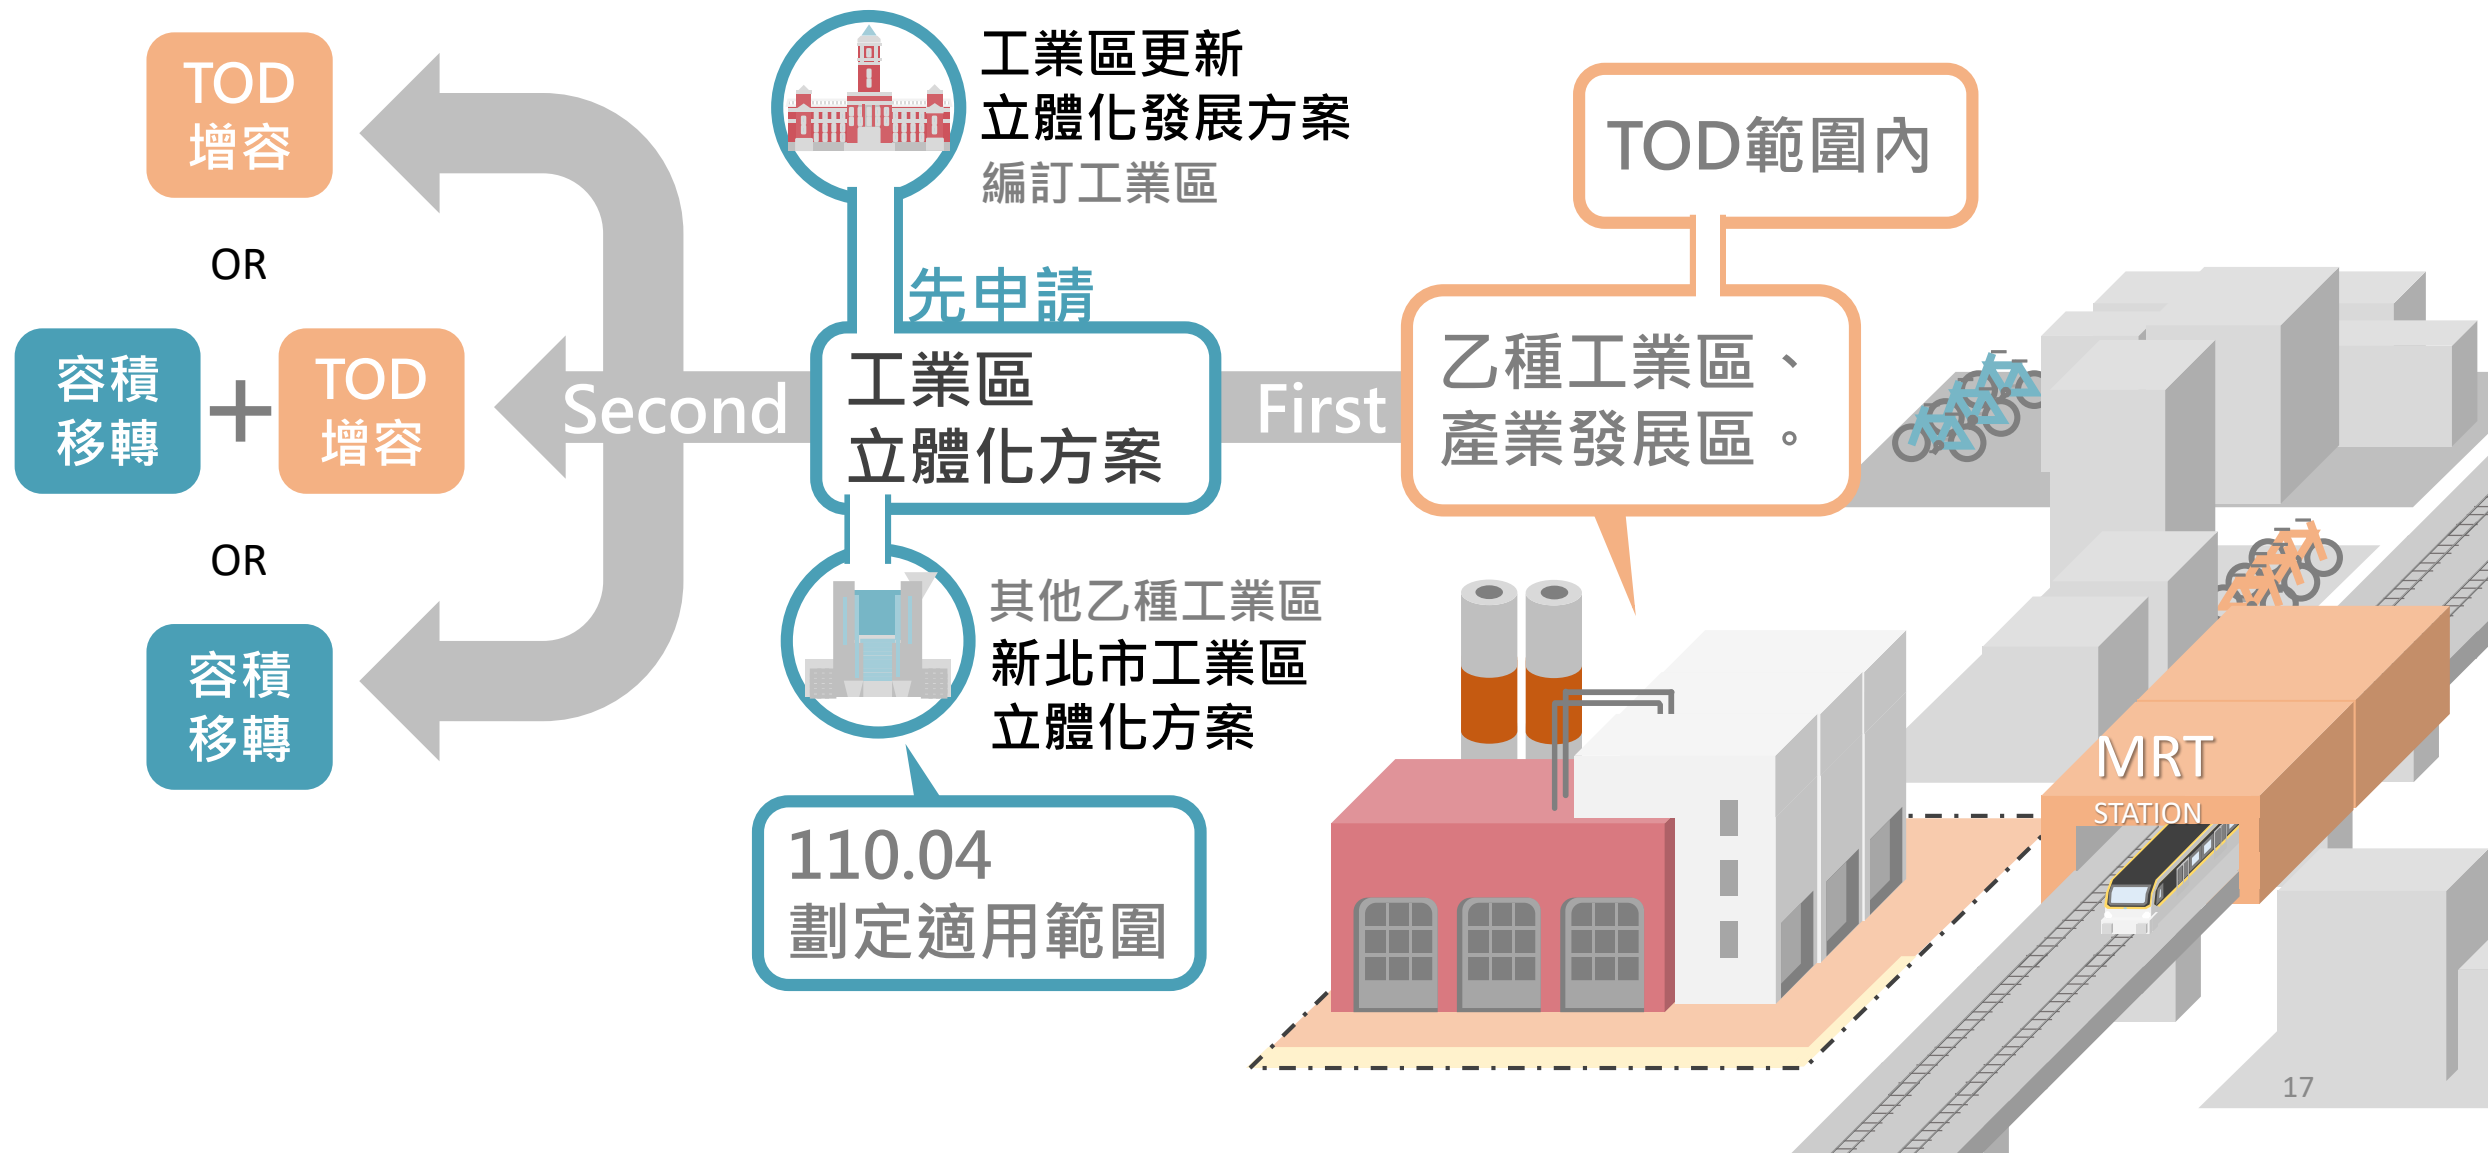 TOD
增容
OR
容積
移轉
+
TOD
增容
OR
容積
移轉
工業區更新
立體化發展方案
編訂工業區
先申請
Second
工業區
立體化方案
First
其他乙種工業區
新北市工業區
立體化方案
110.04
劃定適用範圍
TOD範圍內
乙種工業區、
產業發展區。
MRT
STATION
17